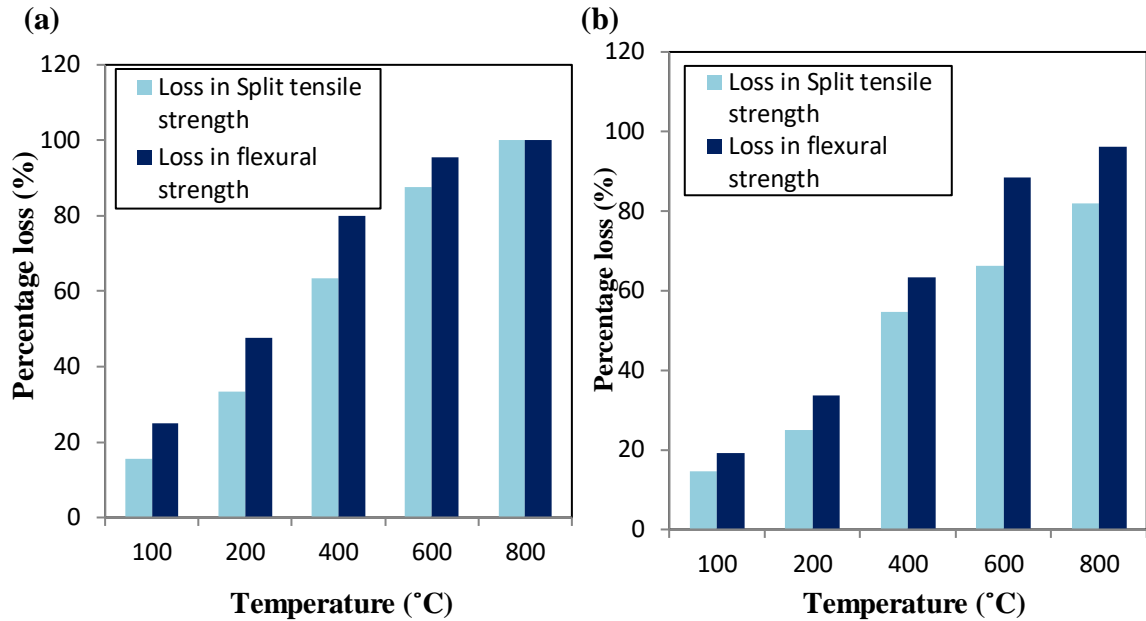 (a)
120
100
80
60
40
20
0
Percentage loss (%)
Loss in Split tensile
strength
Loss in flexural
strength
100 200 400 600 800
Temperature (˚C)
(b)
120
100
80
60
40
20
0
Percentage loss (%)
Loss in Split tensile
strength
Loss in flexural
strength
100 200 400 600 800
Temperature (˚C)